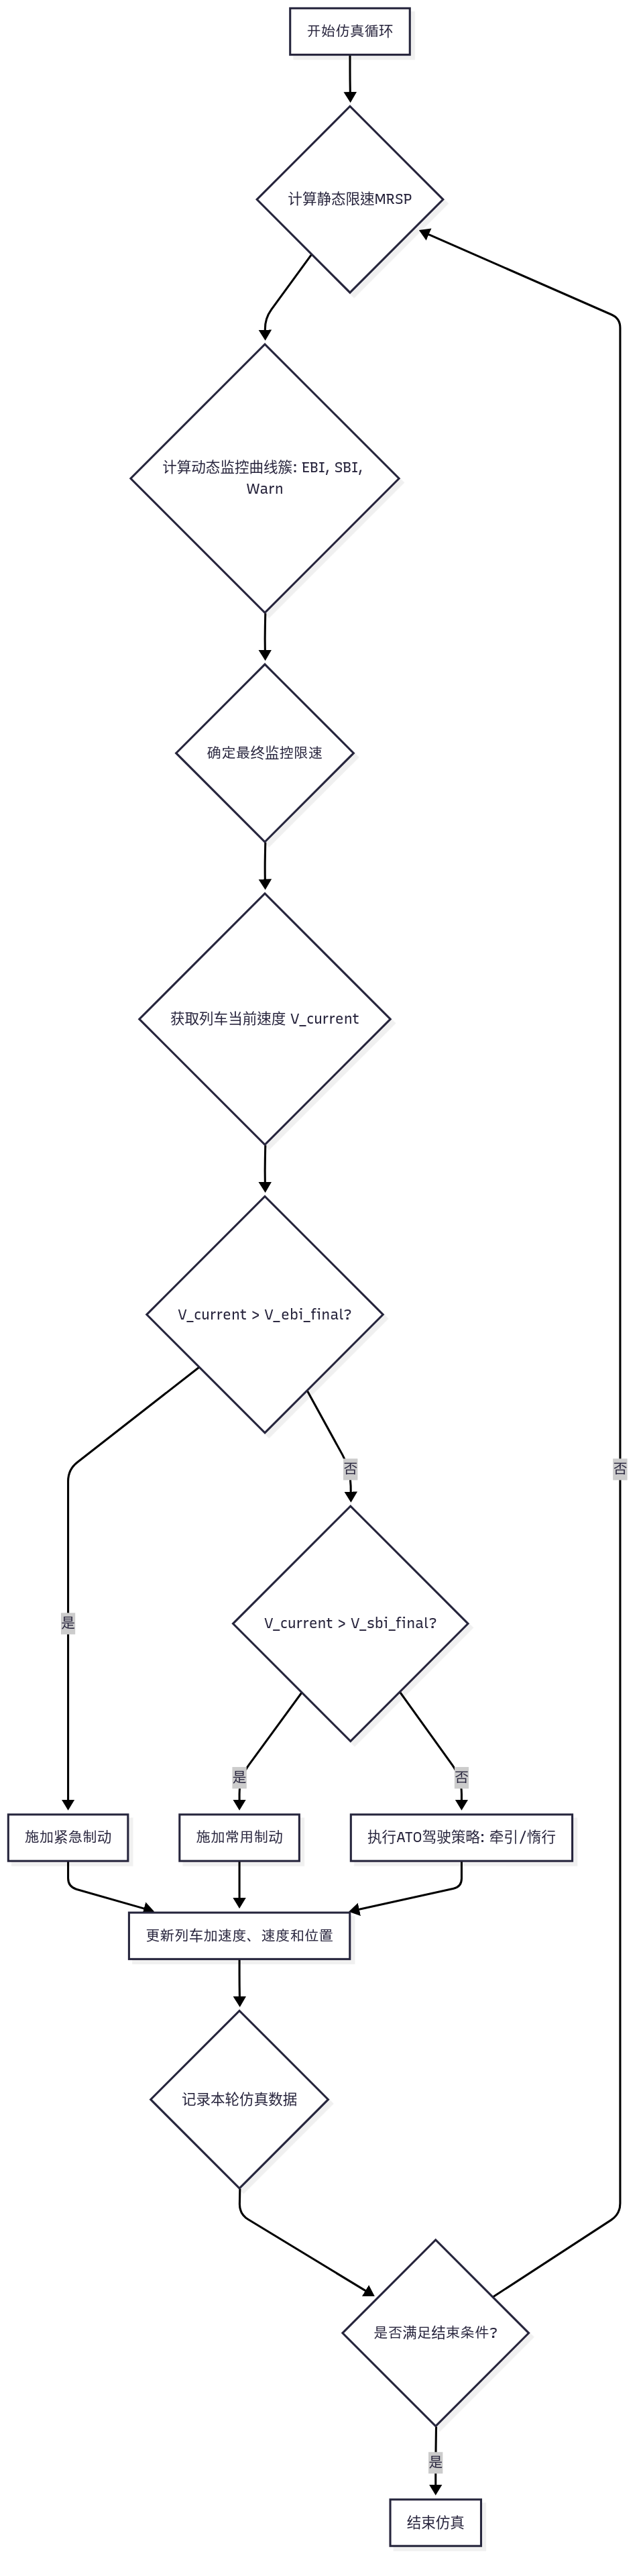 开始仿真循环
计算静态限速MRSP
计算动态监控曲线簇: EBI, SBI,
Warn
确定最终监控限速
获取列车当前速度 V_current
V_current > V_ebi_final?
否
否
V_current > V_sbi_final?
是
是
否
施加紧急制动
施加常用制动
执行ATO驾驶策略: 牵引/惰行
更新列车加速度、速度和位置
记录本轮仿真数据
是否满足结束条件?
是
结束仿真